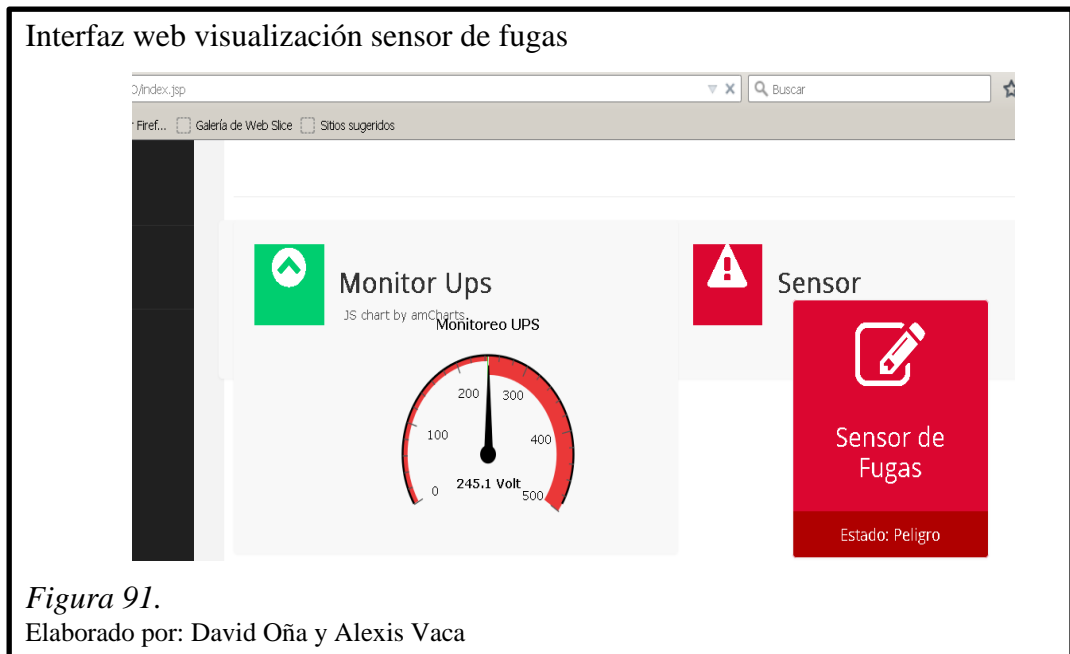 Interfaz web visualización sensor de fugas
/index.jsp
Buscar
Firef...
Galería de Web Slice
Sitios sugeridos
Monitor Ups
JS chart by amCharts
Monitoreo UPS
0
100
200
300
400
500
245.1 Volt
Sensor
Sensor de
Fugas
Estado: Peligro
Figura 91.
Elaborado por: David Oña y Alexis Vaca